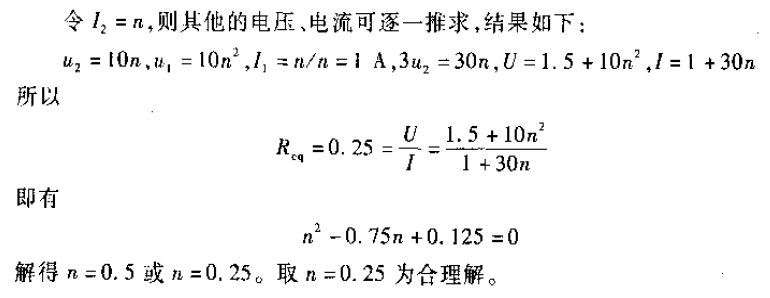 令 I₂ = n,则其他的电压、电流可逐一推求,结果如下:
u₂ = 10n, u₁ = 10n², I₁ = n/n = 1 A, 3u₂ = 30n, U = 1.5 + 10n², I = 1 + 30n
所以
R_eq = 0.25 = U/I = (1.5 + 10n²)/(1 + 30n)
即有
n² - 0.75n + 0.125 = 0
解得 n = 0.5 或 n = 0.25。取 n = 0.25 为合理解。